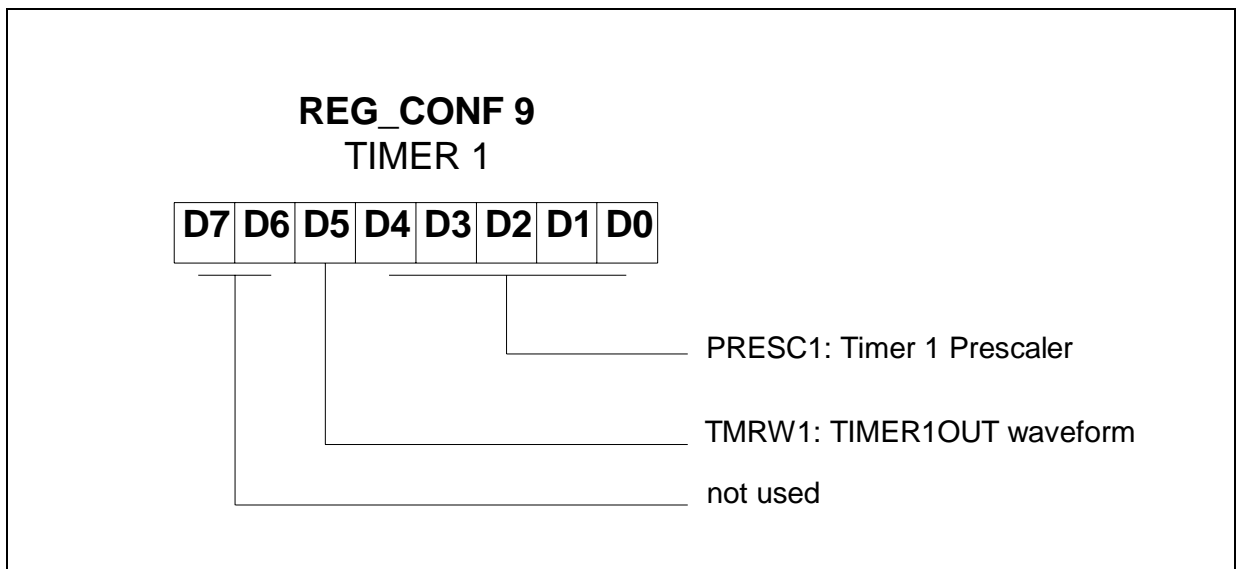 REG_CONF 9
TIMER 1
D7 D6 D5 D4 D3 D2 D1 D0
PRESC1: Timer 1 Prescaler
TMRW1: TIMER1OUT waveform
not used